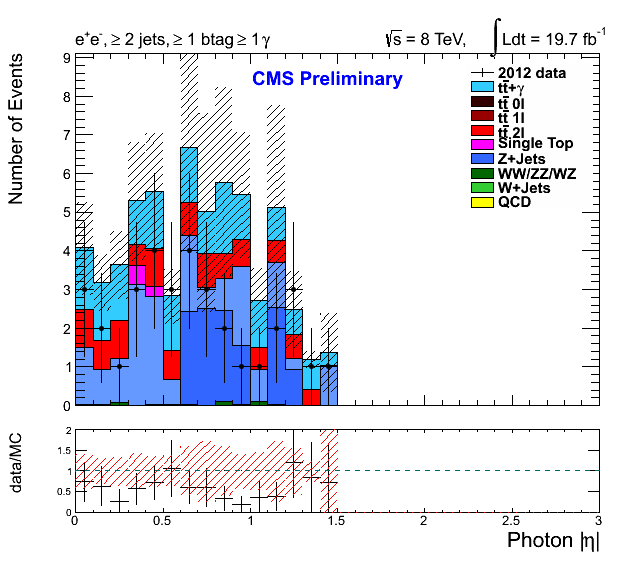 e⁺e⁻, ≥ 2 jets, ≥ 1 btag ≥ 1 γ
√s = 8 TeV, ∫ Ldt = 19.7 fb⁻¹
CMS Preliminary
2012 data
tt̄+γ
tt̄ 0l
tt̄ 1l
tt̄ 2l
Single Top
Z+Jets
WW/ZZ/WZ
W+Jets
QCD
Number of Events
9
8
7
6
5
4
3
2
1
0
data/MC
2
1.5
1
0.5
0
0 0.5 1 1.5 2 2.5 3
Photon |η|